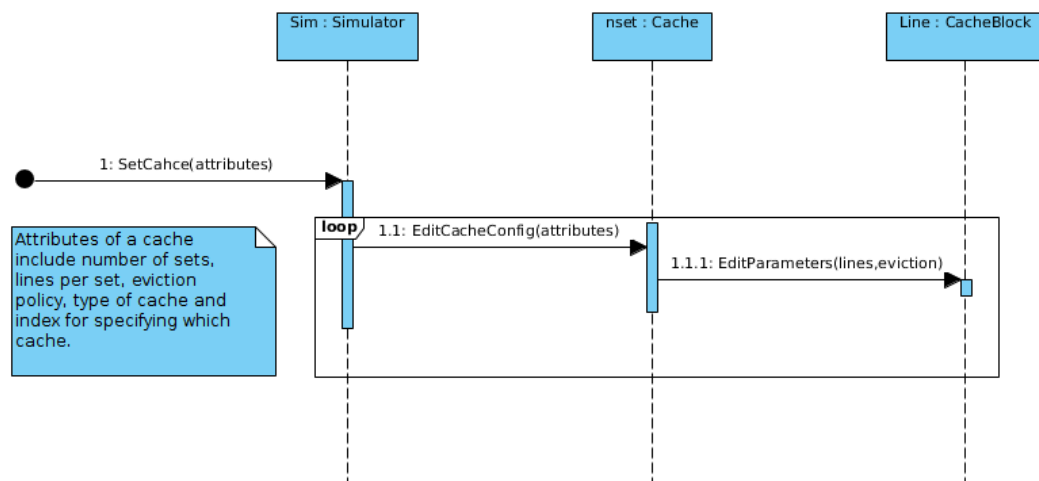 Sim : Simulator
nset : Cache
Line : CacheBlock
1: SetCahce(attributes)
loop
1.1: EditCacheConfig(attributes)
1.1.1: EditParameters(lines,eviction)
Attributes of a cache
include number of sets,
lines per set, eviction
policy, type of cache and
index for specifying which
cache.